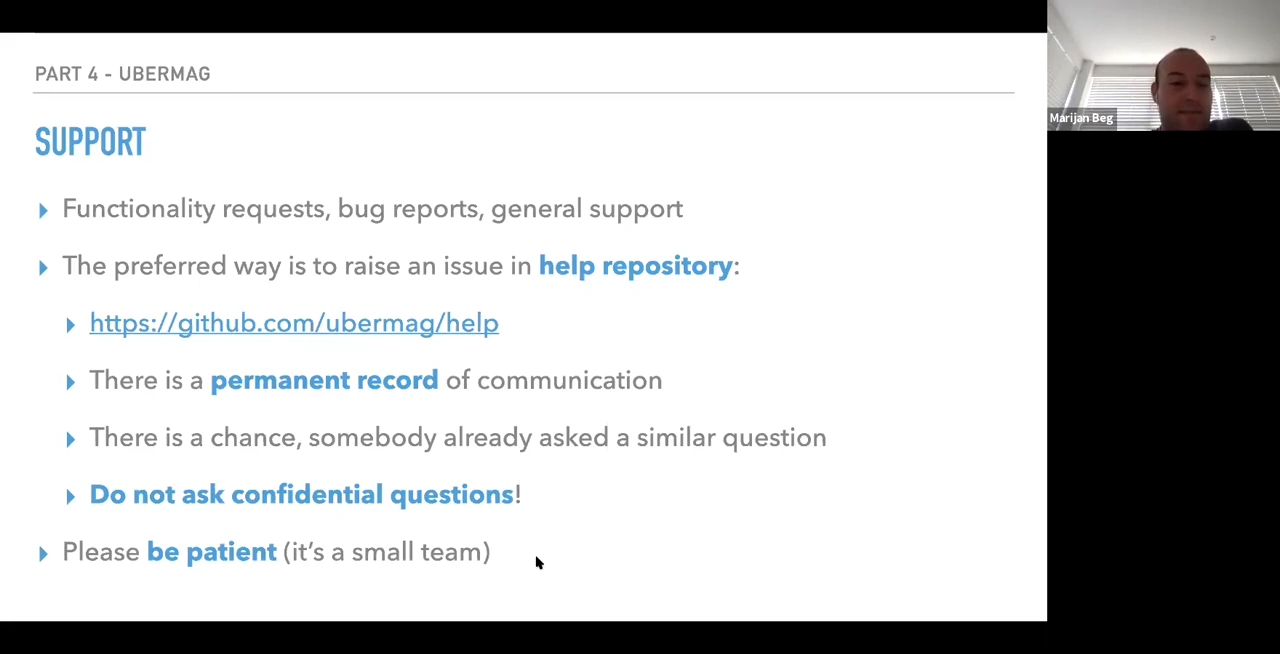 PART 4 - UBERMAG
SUPPORT
Functionality requests, bug reports, general support
The preferred way is to raise an issue in help repository:
https://github.com/ubermag/help
There is a permanent record of communication
There is a chance, somebody already asked a similar question
Do not ask confidential questions!
Please be patient (it’s a small team)
Marijan Beg